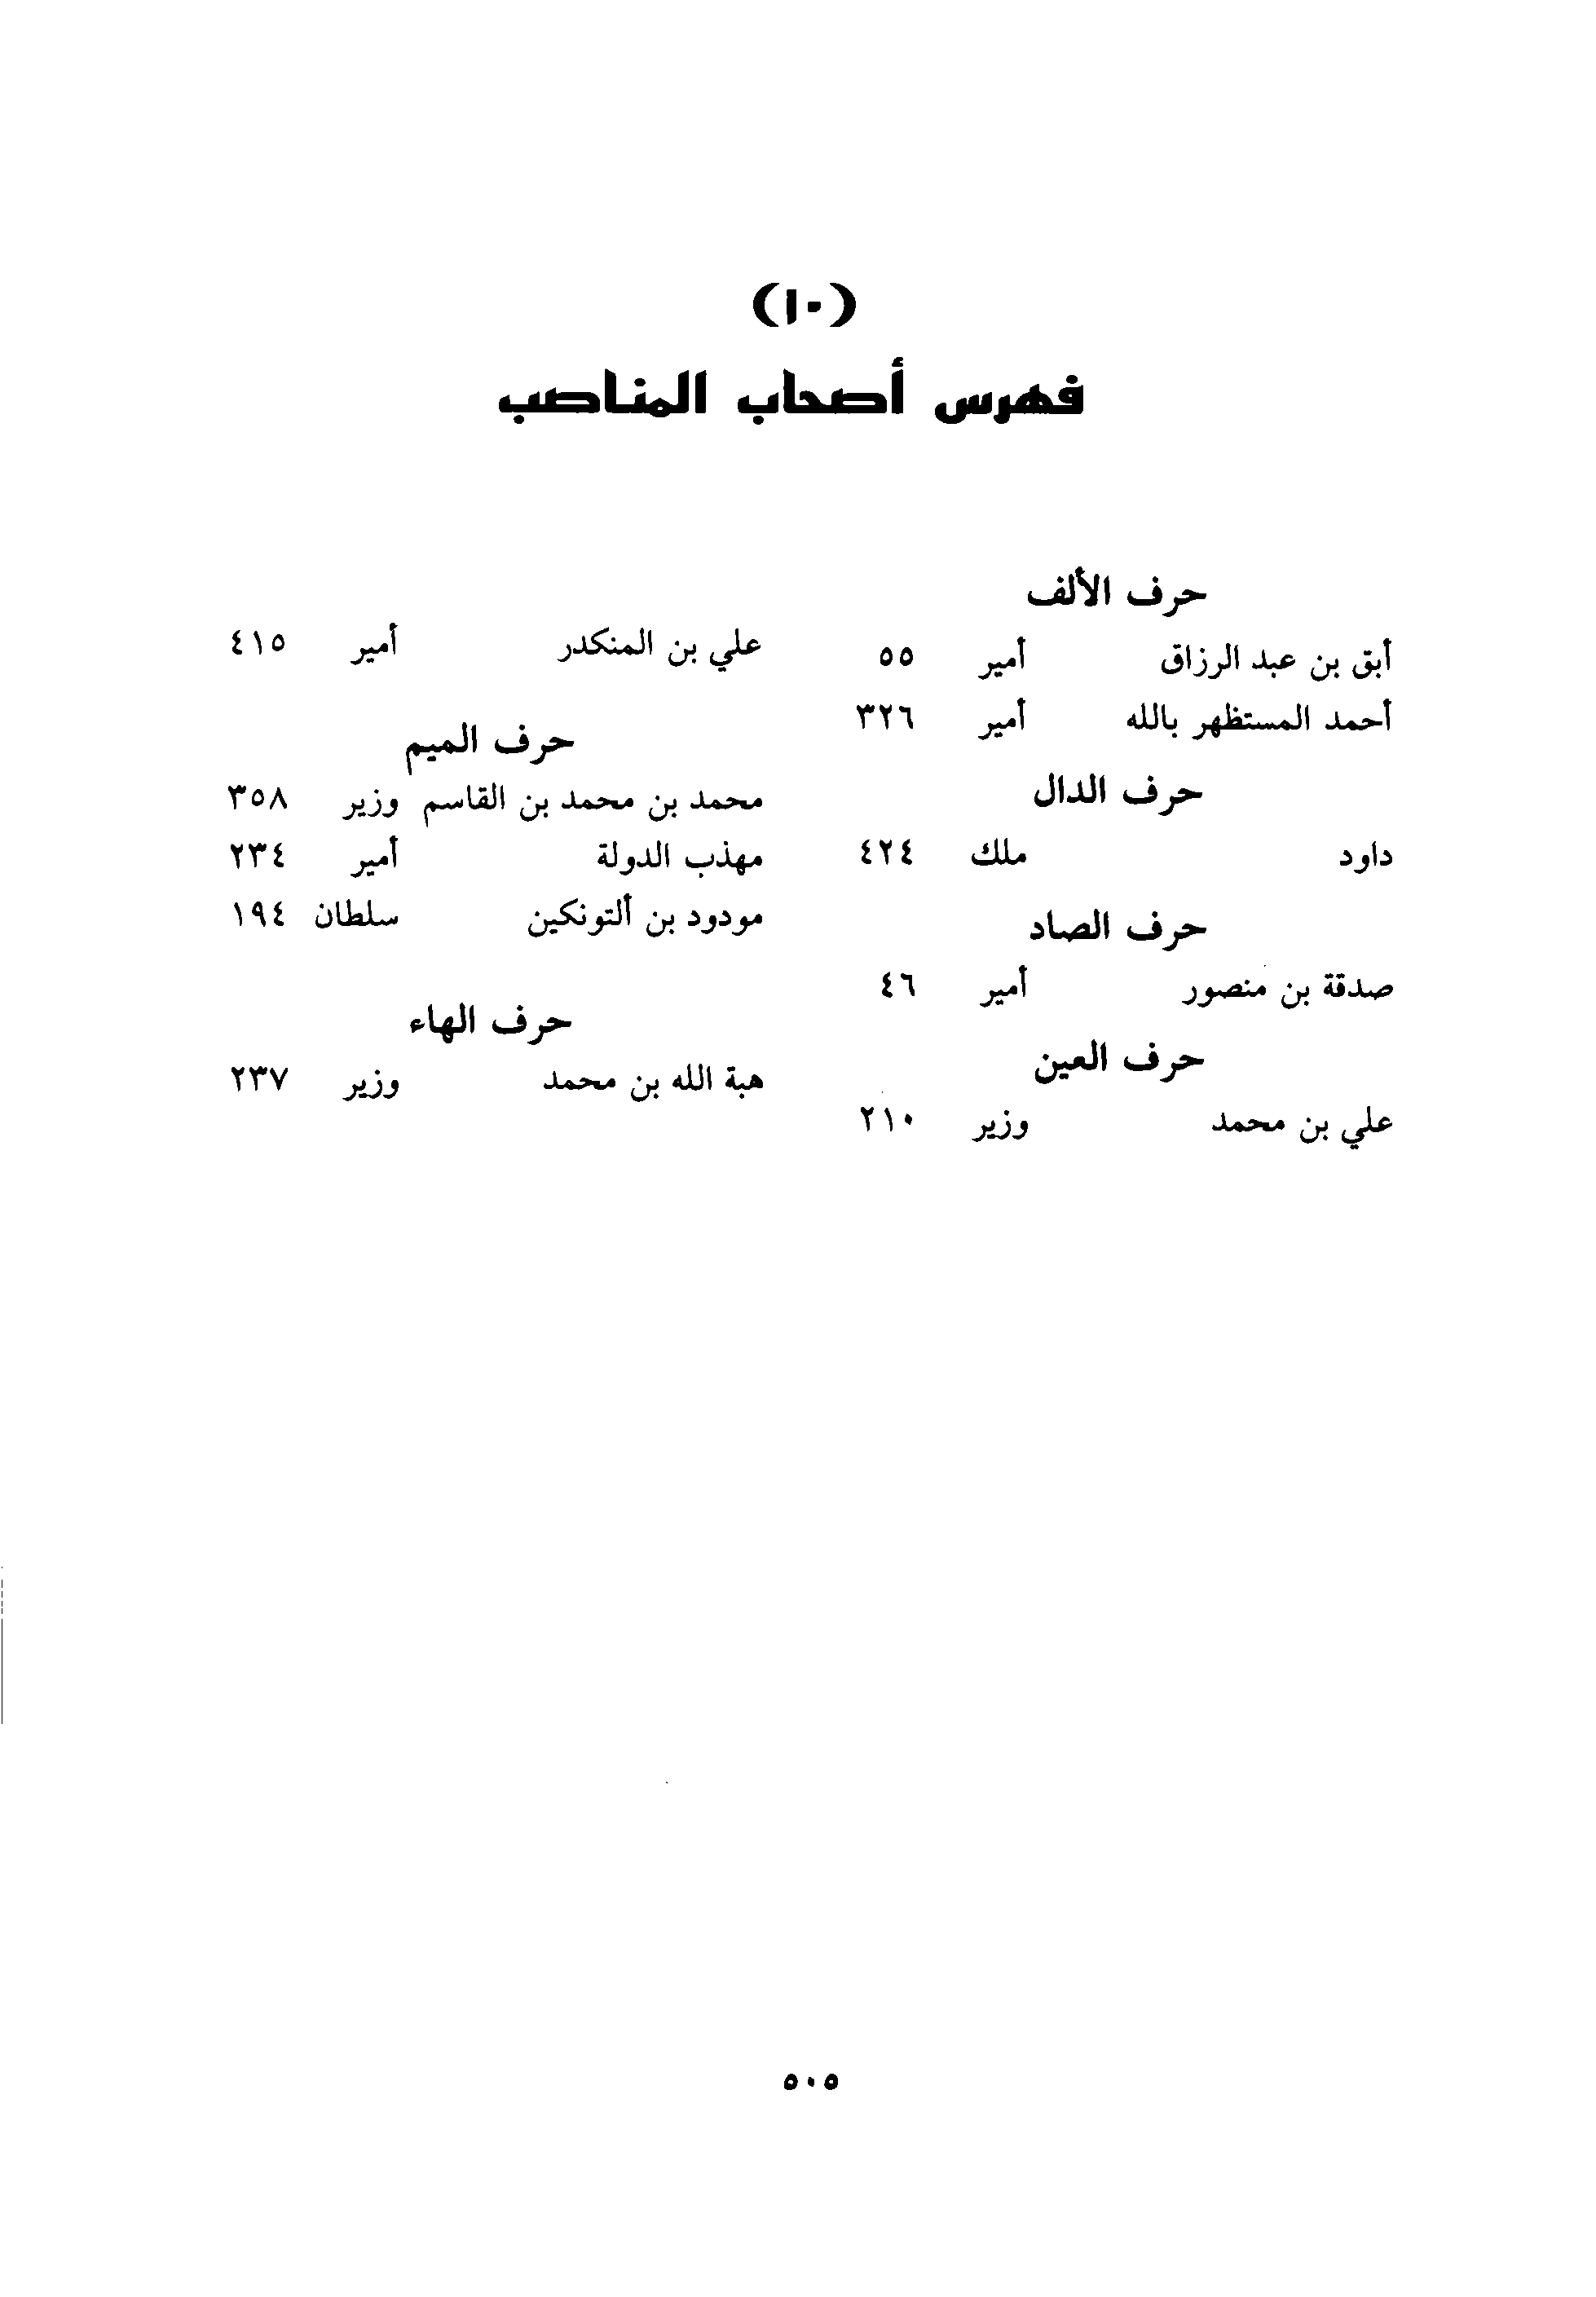 (١٠)
فهرس أصحاب المناصب
حرف الألف
أبق بن عبد الرزاق أمير ٥٥
أحمد المستظهر بالله أمير ٣٢٦
حرف الدال
داود ملك ٤٢٤
حرف الصاد
صدقة بن منصور أمير ٤٦
حرف العين
علي بن محمد وزير ٢١٠
علي بن المنكدر أمير ٤١٥
حرف الميم
محمد بن محمد بن القاسم وزير ٣٥٨
مهذب الدولة أمير ٢٣٤
مودود بن ألتونكين سلطان ١٩٤
حرف الهاء
هبة الله بن محمد وزير ٢٣٧
٥٠٥